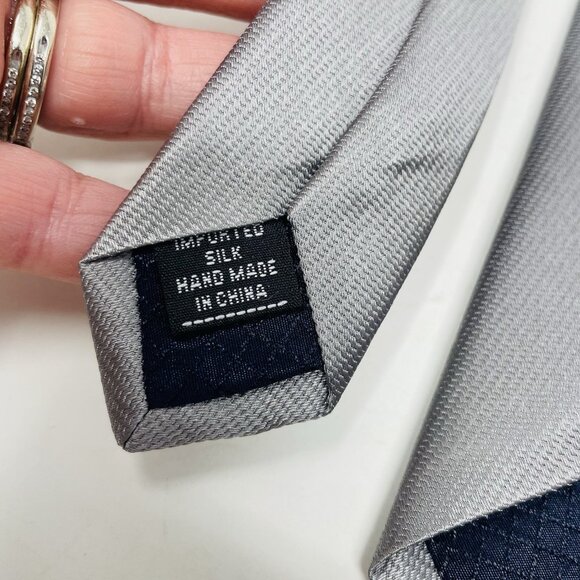 IMPORTED
SILK
HAND MADE
IN CHINA